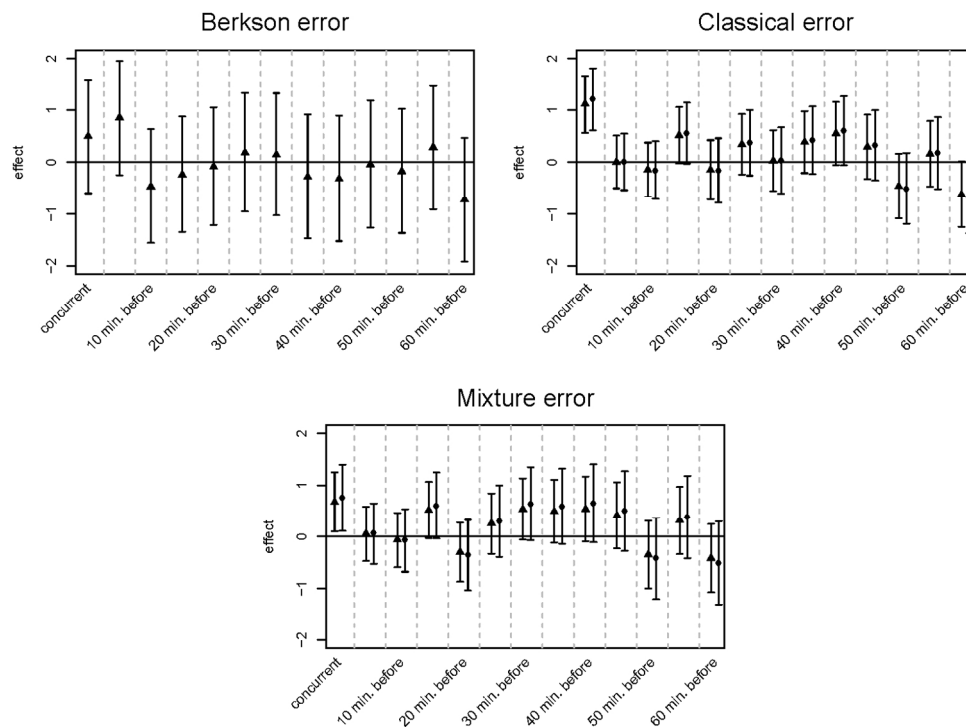 Berkson error
2
1
0
−1
−2
effect
concurrent
10 min. before
20 min. before
30 min. before
40 min. before
50 min. before
60 min. before
Classical error
2
1
0
−1
−2
effect
concurrent
10 min. before
20 min. before
30 min. before
40 min. before
50 min. before
60 min. before
Mixture error
2
1
0
−1
−2
effect
concurrent
10 min. before
20 min. before
30 min. before
40 min. before
50 min. before
60 min. before